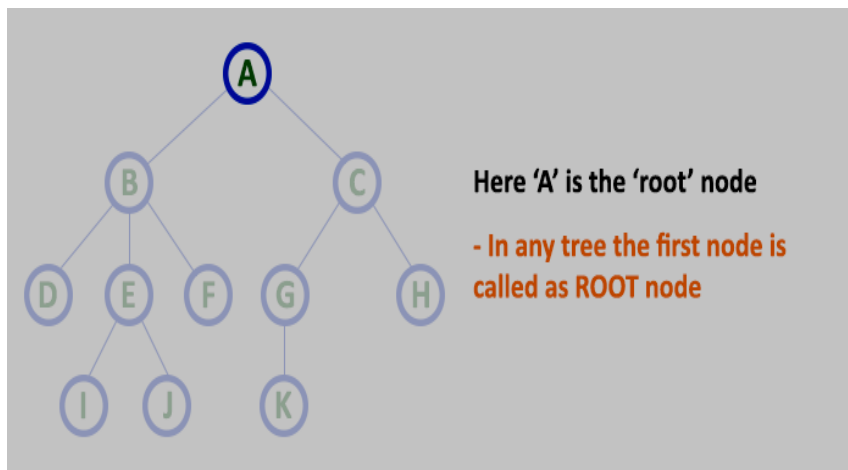 A
B C
D E F G H
I J K
Here ‘A’ is the ‘root’ node
- In any tree the first node is
called as ROOT node